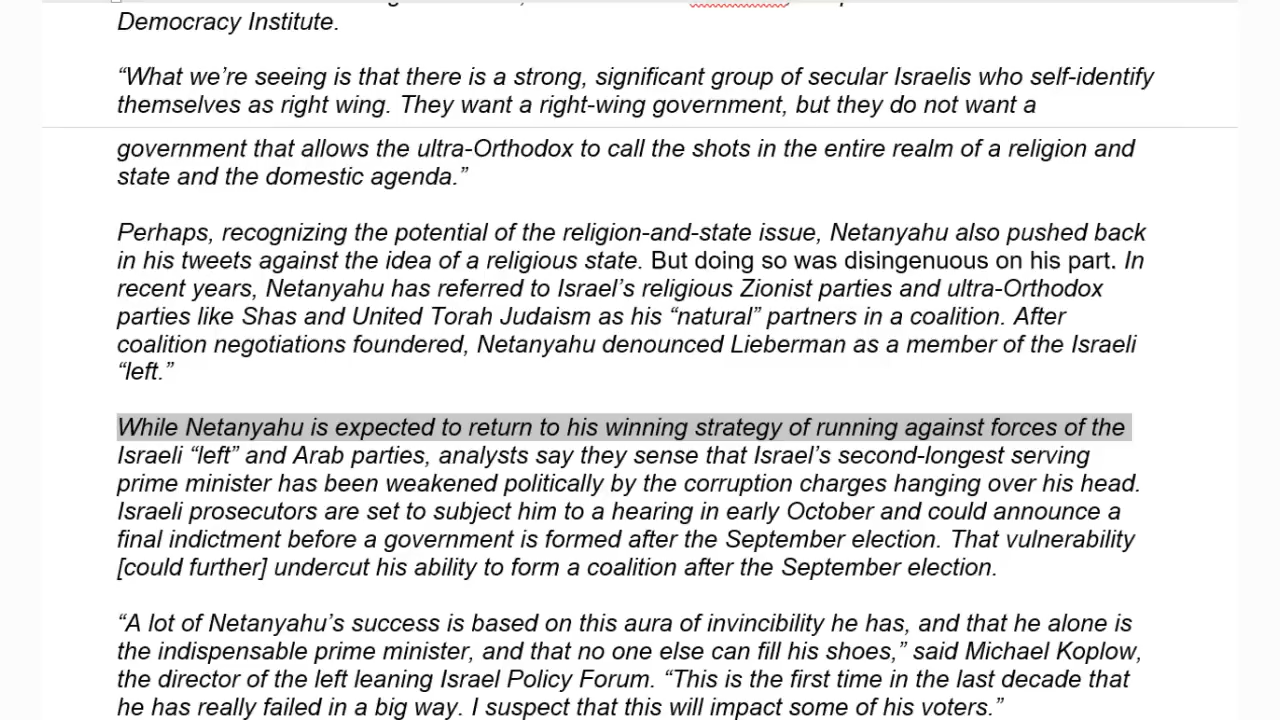 Democracy Institute.
“What we’re seeing is that there is a strong, significant group of secular Israelis who self-identify
themselves as right wing. They want a right-wing government, but they do not want a
government that allows the ultra-Orthodox to call the shots in the entire realm of a religion and
state and the domestic agenda.”
Perhaps, recognizing the potential of the religion-and-state issue, Netanyahu also pushed back
in his tweets against the idea of a religious state. But doing so was disingenuous on his part. In
recent years, Netanyahu has referred to Israel’s religious Zionist parties and ultra-Orthodox
parties like Shas and United Torah Judaism as his “natural” partners in a coalition. After
coalition negotiations foundered, Netanyahu denounced Lieberman as a member of the Israeli
“left.”
While Netanyahu is expected to return to his winning strategy of running against forces of the
Israeli “left” and Arab parties, analysts say they sense that Israel’s second-longest serving
prime minister has been weakened politically by the corruption charges hanging over his head.
Israeli prosecutors are set to subject him to a hearing in early October and could announce a
final indictment before a government is formed after the September election. That vulnerability
[could further] undercut his ability to form a coalition after the September election.
“A lot of Netanyahu’s success is based on this aura of invincibility he has, and that he alone is
the indispensable prime minister, and that no one else can fill his shoes,” said Michael Koplow,
the director of the left leaning Israel Policy Forum. “This is the first time in the last decade that
he has really failed in a big way. I suspect that this will impact some of his voters.”